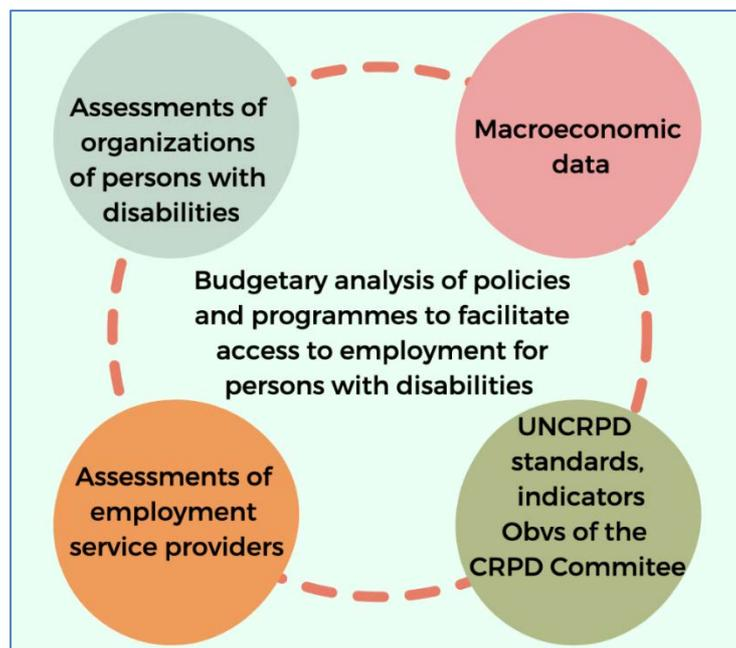 Assessments of
organizations
of persons with
disabilities
Macroeconomic
data
Budgetary analysis of policies
and programmes to facilitate
access to employment for
persons with disabilities
Assessments of
employment
service providers
UNCRPD
standards,
indicators
Obvs of the
CRPD Commitee